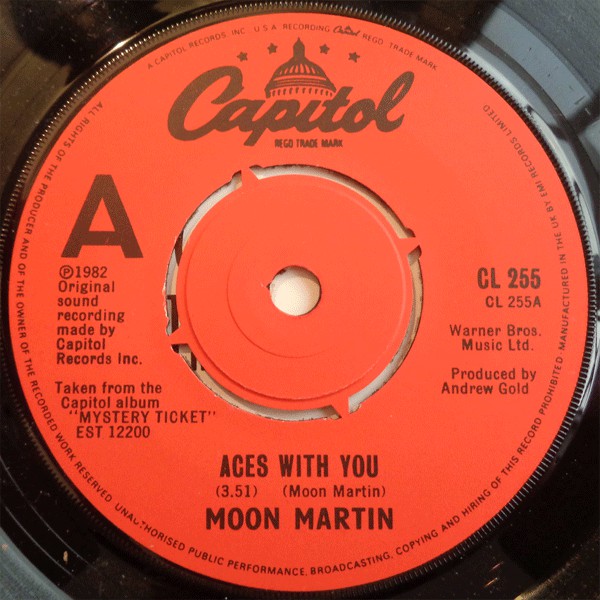 A CAPITOL RECORDS INC. U.S.A. RECORDING Capitol REGD. TRADE MARK
Capitol
REGD TRADE MARK
A
℗1982
Original
sound
recording
made by
Capitol
Records Inc.
Taken from the
Capitol album
"MYSTERY TICKET"
EST 12200
CL 255
CL 255A
Warner Bros.
Music Ltd.
Produced by
Andrew Gold
ACES WITH YOU
(3.51) (Moon Martin)
MOON MARTIN
ALL RIGHTS OF THE PRODUCER AND OF THE OWNER OF THE RECORDED WORK RESERVED UNAUTHORISED PUBLIC PERFORMANCE, BROADCASTING, COPYING AND HIRING OF THIS RECORD PROHIBITED · MANUFACTURED IN THE UK BY EMI RECORDS LIMITED